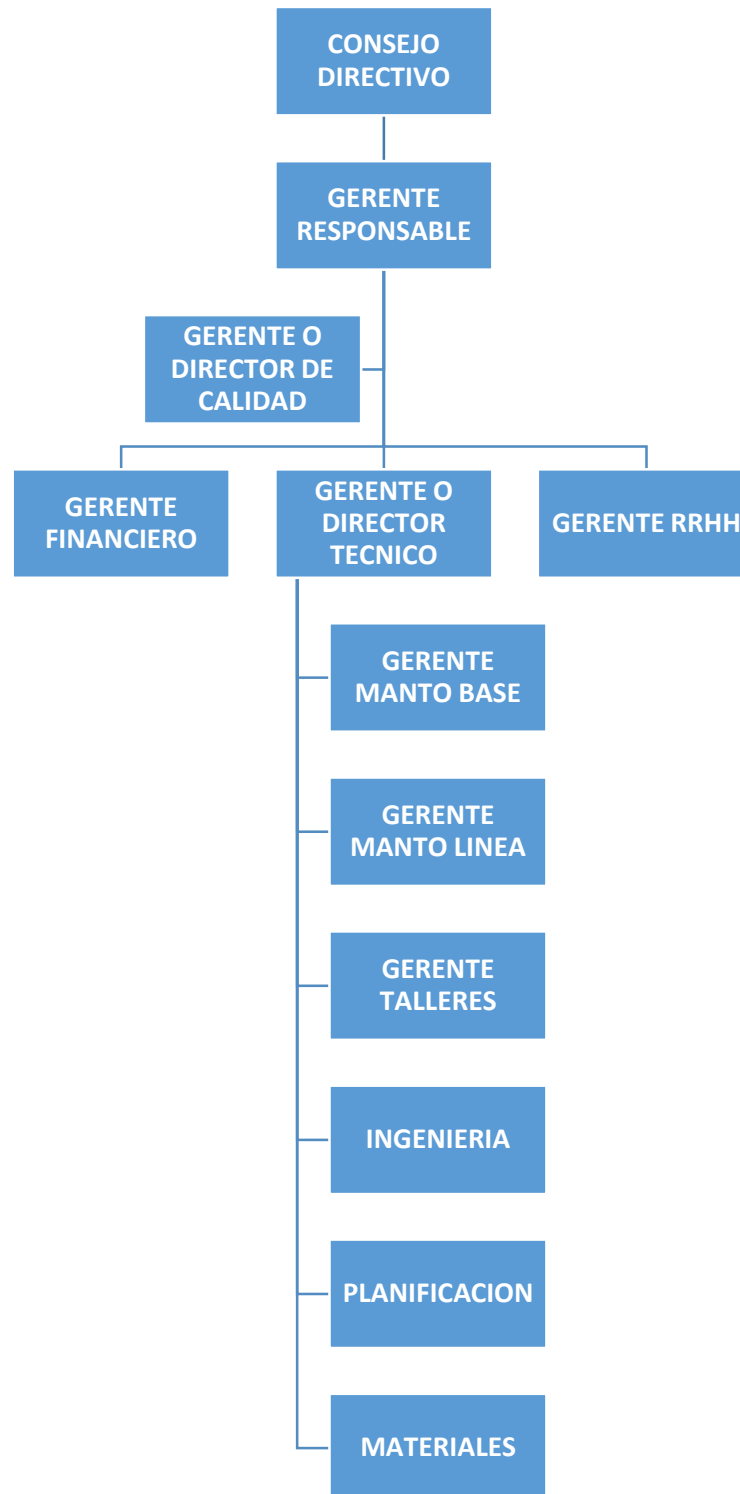 CONSEJO
DIRECTIVO
GERENTE
RESPONSABLE
GERENTE O
DIRECTOR DE
CALIDAD
GERENTE
FINANCIERO
GERENTE O
DIRECTOR
TECNICO
GERENTE RRHH
GERENTE
MANTO BASE
GERENTE
MANTO LINEA
GERENTE
TALLERES
INGENIERIA
PLANIFICACION
MATERIALES